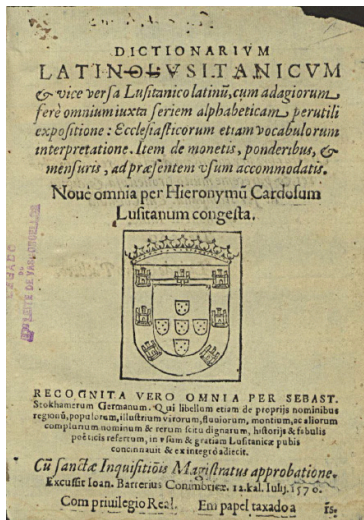 DICTIONARIVM
LATINOLVSITANICVM
& vice versa Lusitanico latinũ, cum adagiorum
ferè omnium iuxta seriem alphabeticam perutili
expositione: Ecclesiasticorum etiam vocabulorum
interpretatione. Item de monetis, ponderibus, &
mensuris, ad præsentem vsum accommodatis.
Nouè omnia per Hieronymũ Cardosum
Lusitanum congesta.
RECOGNITA VERO OMNIA PER SEBAST.
Stokhamerum Germanum. Qui libellum etiam de proprijs nominibus
regionũ, populorum, illustrium virorum, fluuiorum, montium, ac aliorum
complurium nominum & rerum scitu dignarum, historijs & fabulis
poëticis refertum, in vsum & gratiam Lusitanicæ pubis
concinnauit & ex integro adiecit.
Cũ sanctæ Inquisitiõis Magistratus approbatione.
Excussit Ioan. Barrerius Conimbricæ. 12. kal. Iulij. 1570.
Com priuilegio Real. Em papel taxado a